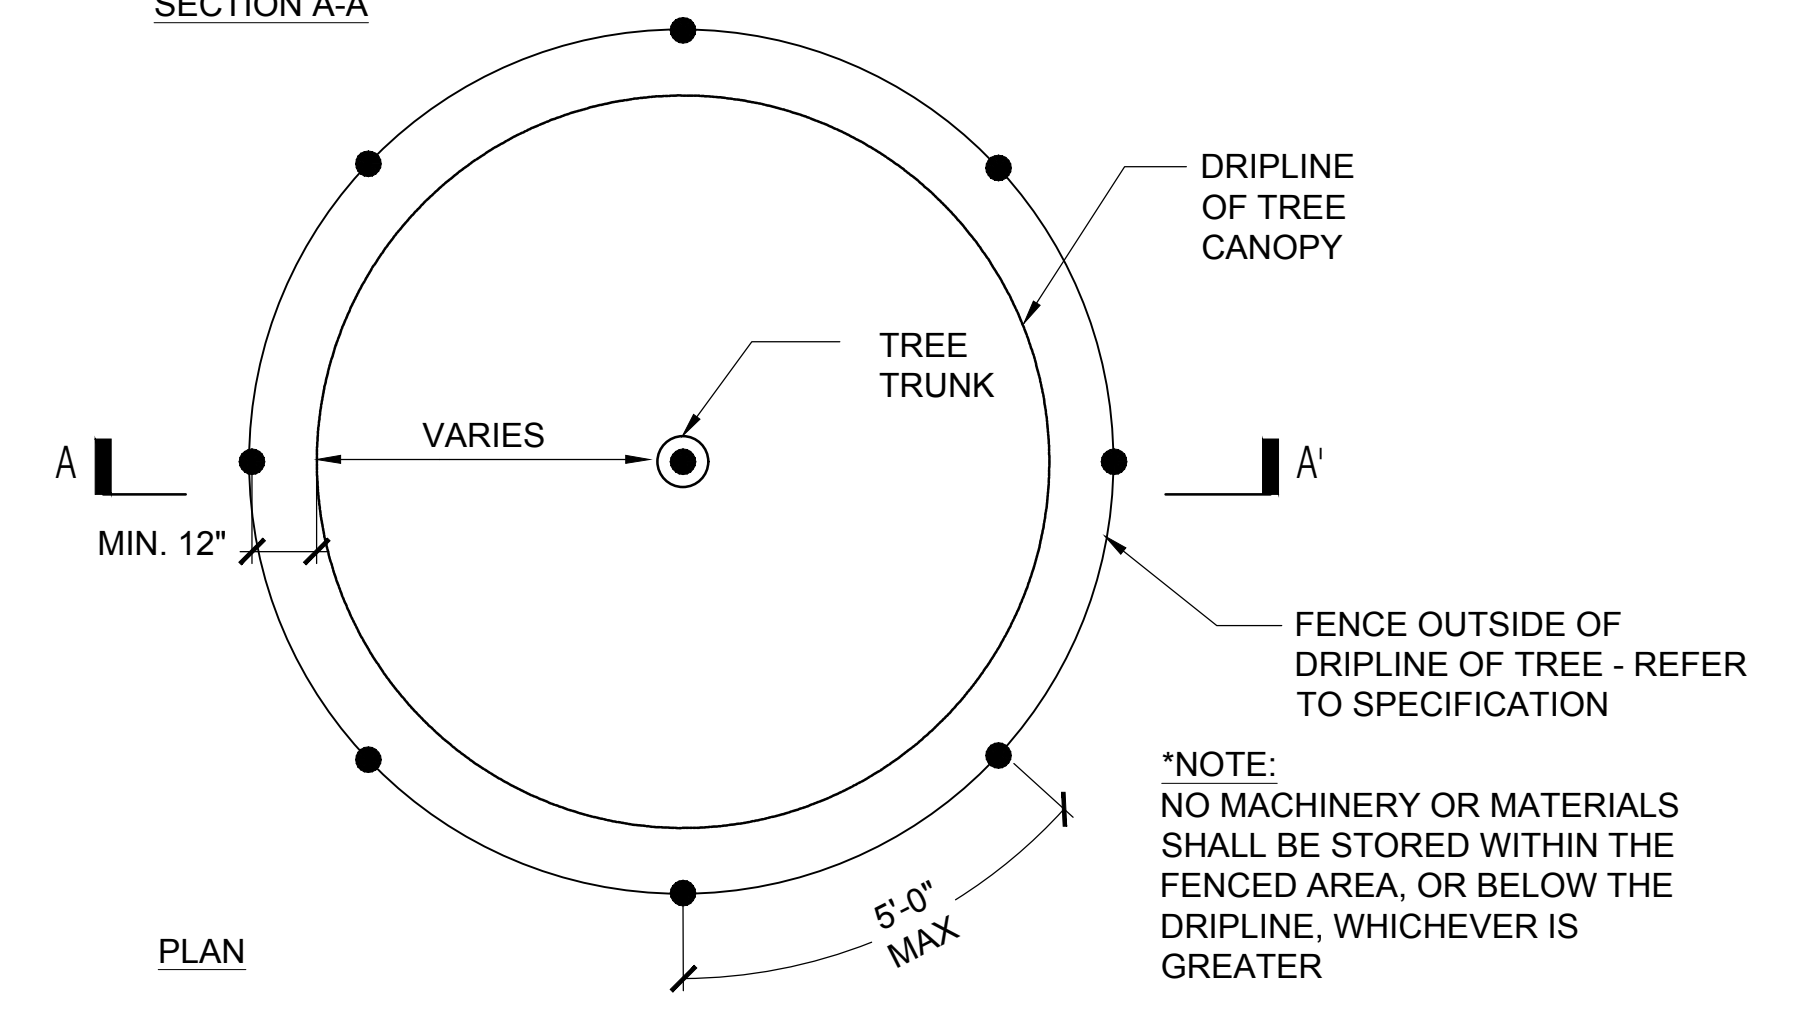 SECTION A-A
DRIPLINE
OF TREE
CANOPY
TREE
TRUNK
VARIES
A
A'
MIN. 12"
FENCE OUTSIDE OF
DRIPLINE OF TREE - REFER
TO SPECIFICATION
*NOTE:
NO MACHINERY OR MATERIALS
SHALL BE STORED WITHIN THE
FENCED AREA, OR BELOW THE
DRIPLINE, WHICHEVER IS
GREATER
5'-0"
MAX
PLAN